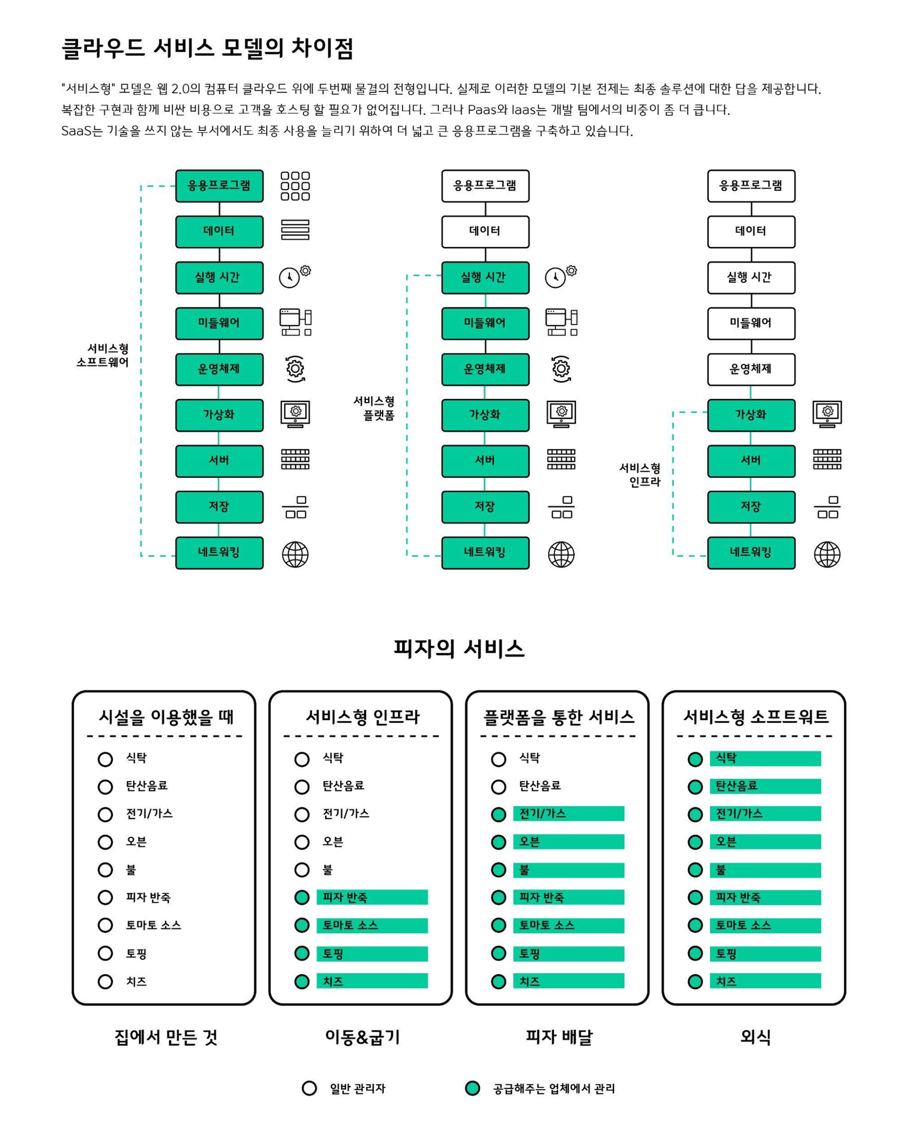 클라우드 서비스 모델의 차이점
"서비스형" 모델은 웹 2.0의 컴퓨터 클라우드 위에 두번째 물결의 전형입니다. 실제로 이러한 모델의 기본 전제는 최종 솔루션에 대한 답을 제공합니다.
복잡한 구현과 함께 비싼 비용으로 고객을 호스팅 할 필요가 없어집니다. 그러나 Paas와 Iaas는 개발 팀에서의 비중이 좀 더 큽니다.
SaaS는 기술을 쓰지 않는 부서에서도 최종 사용을 늘리기 위하여 더 넓고 큰 응용프로그램을 구축하고 있습니다.
서비스형
소프트웨어
응용프로그램
데이터
실행 시간
미들웨어
운영체제
가상화
서버
저장
네트워킹
서비스형
플랫폼
응용프로그램
데이터
실행 시간
미들웨어
운영체제
가상화
서버
저장
네트워킹
서비스형
인프라
응용프로그램
데이터
실행 시간
미들웨어
운영체제
가상화
서버
저장
네트워킹
피자의 서비스
시설을 이용했을 때
식탁
탄산음료
전기/가스
오븐
불
피자 반죽
토마토 소스
토핑
치즈
집에서 만든 것
서비스형 인프라
식탁
탄산음료
전기/가스
오븐
불
피자 반죽
토마토 소스
토핑
치즈
이동&굽기
플랫폼을 통한 서비스
식탁
탄산음료
전기/가스
오븐
불
피자 반죽
토마토 소스
토핑
치즈
피자 배달
서비스형 소프트워트
식탁
탄산음료
전기/가스
오븐
불
피자 반죽
토마토 소스
토핑
치즈
외식
일반 관리자
공급해주는 업체에서 관리